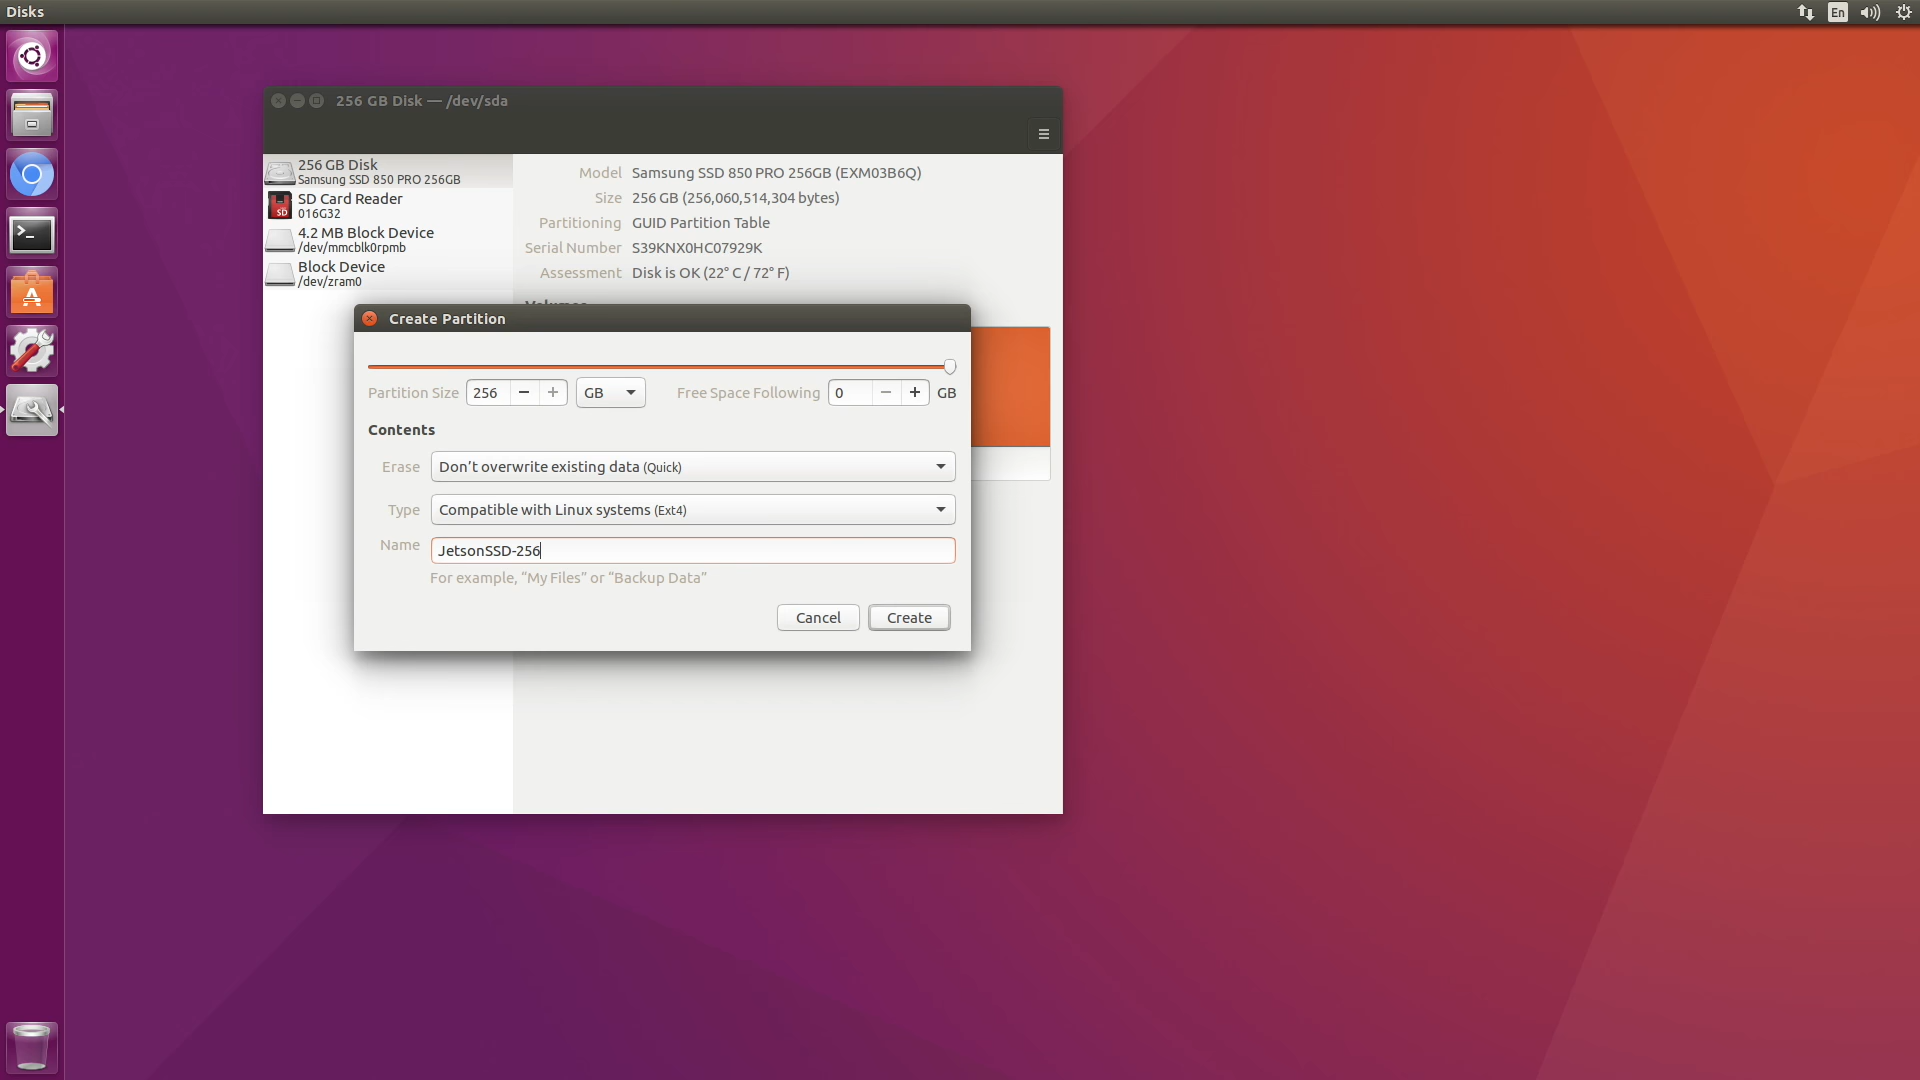 Disks
En
256 GB Disk — /dev/sda
256 GB Disk
Samsung SSD 850 PRO 256GB
SD Card Reader
016G32
4.2 MB Block Device
/dev/mmcblk0rpmb
Block Device
/dev/zram0
Model Samsung SSD 850 PRO 256GB (EXM03B6Q)
Size 256 GB (256,060,514,304 bytes)
Partitioning GUID Partition Table
Serial Number S39KNX0HC07929K
Assessment Disk is OK (22° C / 72° F)
Volumes
Create Partition
Partition Size 256 − + GB Free Space Following 0 − + GB
Contents
Erase Don’t overwrite existing data (Quick)
Type Compatible with Linux systems (Ext4)
Name JetsonSSD-256
For example, “My Files” or “Backup Data”
Cancel Create